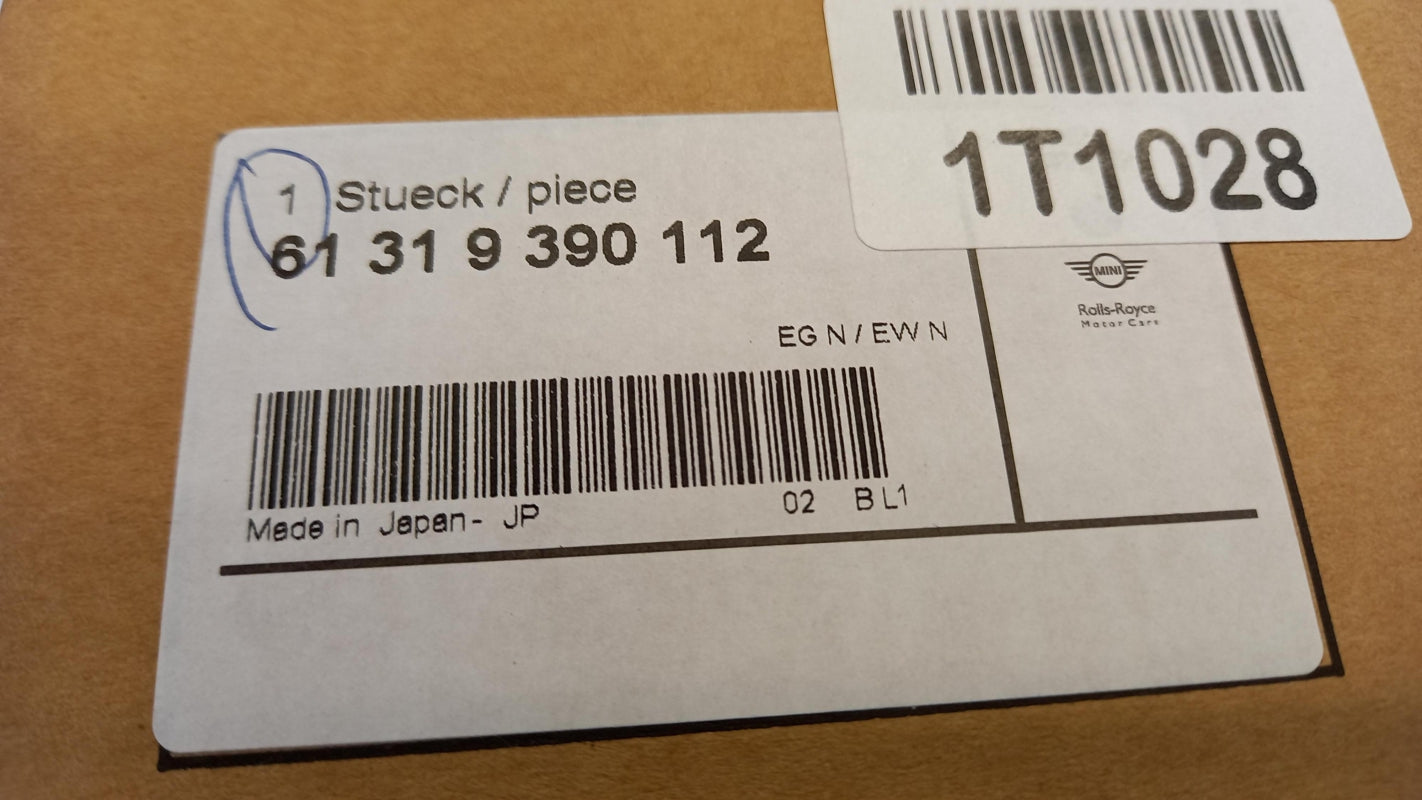 1T1028
1 Stueck / piece
61 31 9 390 112
MINI
Rolls-Royce
Motor Cars
EG N / EW N
02 B L1
Made in Japan - JP